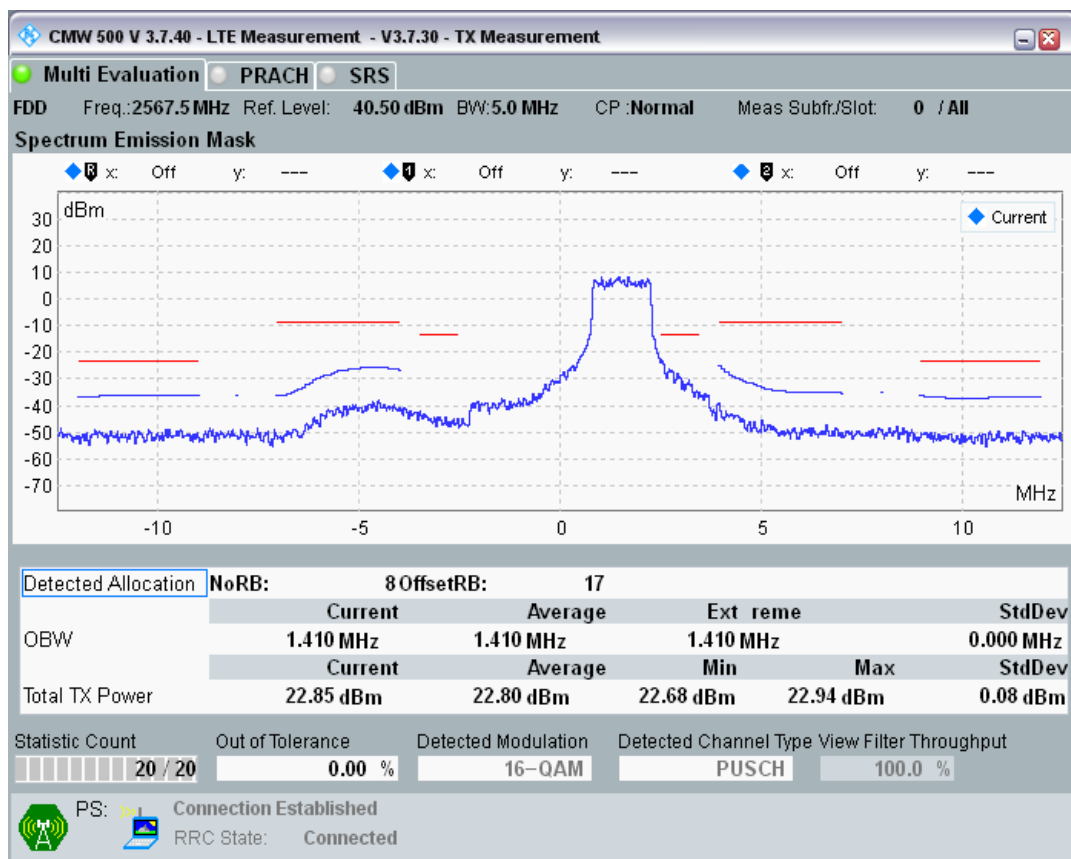 CMW 500 V 3.7.40 - LTE Measurement - V3.7.30 - TX Measurement
Multi Evaluation PRACH SRS
FDD Freq.:2567.5 MHz Ref. Level: 40.50 dBm BW:5.0 MHz CP :Normal Meas Subfr./Slot: 0 / All
Spectrum Emission Mask
R x: Off y: --- 1 x: Off y: --- 2 x: Off y: ---
dBm
Current
30
20
10
0
-10
-20
-30
-40
-50
-60
-70
MHz
-10 -5 0 5 10
Detected Allocation NoRB: 8 OffsetRB: 17
Current Average Ext reme StdDev
OBW 1.410 MHz 1.410 MHz 1.410 MHz 0.000 MHz
Current Average Min Max StdDev
Total TX Power 22.85 dBm 22.80 dBm 22.68 dBm 22.94 dBm 0.08 dBm
Statistic Count Out of Tolerance Detected Modulation Detected Channel Type View Filter Throughput
20 / 20 0.00 % 16-QAM PUSCH 100.0 %
PS: Connection Established
RRC State: Connected